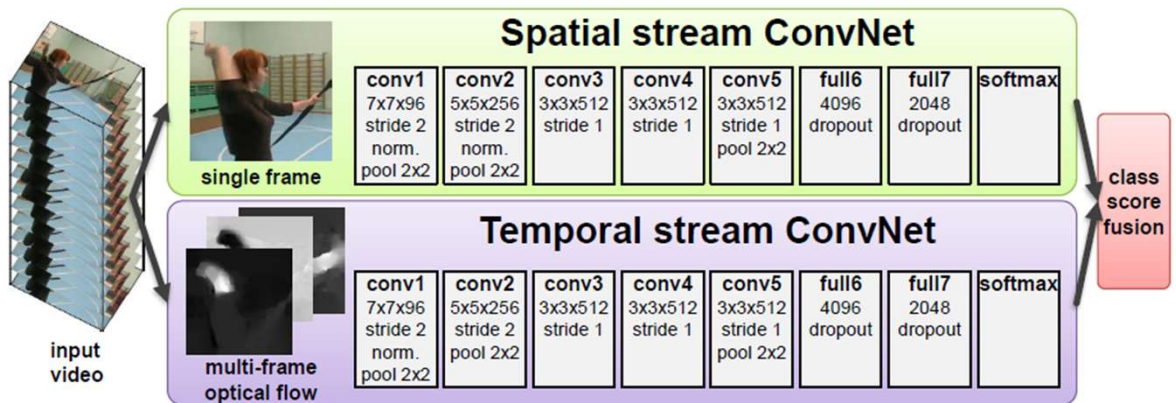 input
video
Spatial stream ConvNet
single frame
conv1
7x7x96
stride 2
norm.
pool 2x2
conv2
5x5x256
stride 2
norm.
pool 2x2
conv3
3x3x512
stride 1
conv4
3x3x512
stride 1
conv5
3x3x512
stride 1
pool 2x2
full6
4096
dropout
full7
2048
dropout
softmax
Temporal stream ConvNet
multi-frame
optical flow
conv1
7x7x96
stride 2
norm.
pool 2x2
conv2
5x5x256
stride 2
pool 2x2
conv3
3x3x512
stride 1
conv4
3x3x512
stride 1
conv5
3x3x512
stride 1
pool 2x2
full6
4096
dropout
full7
2048
dropout
softmax
class
score
fusion